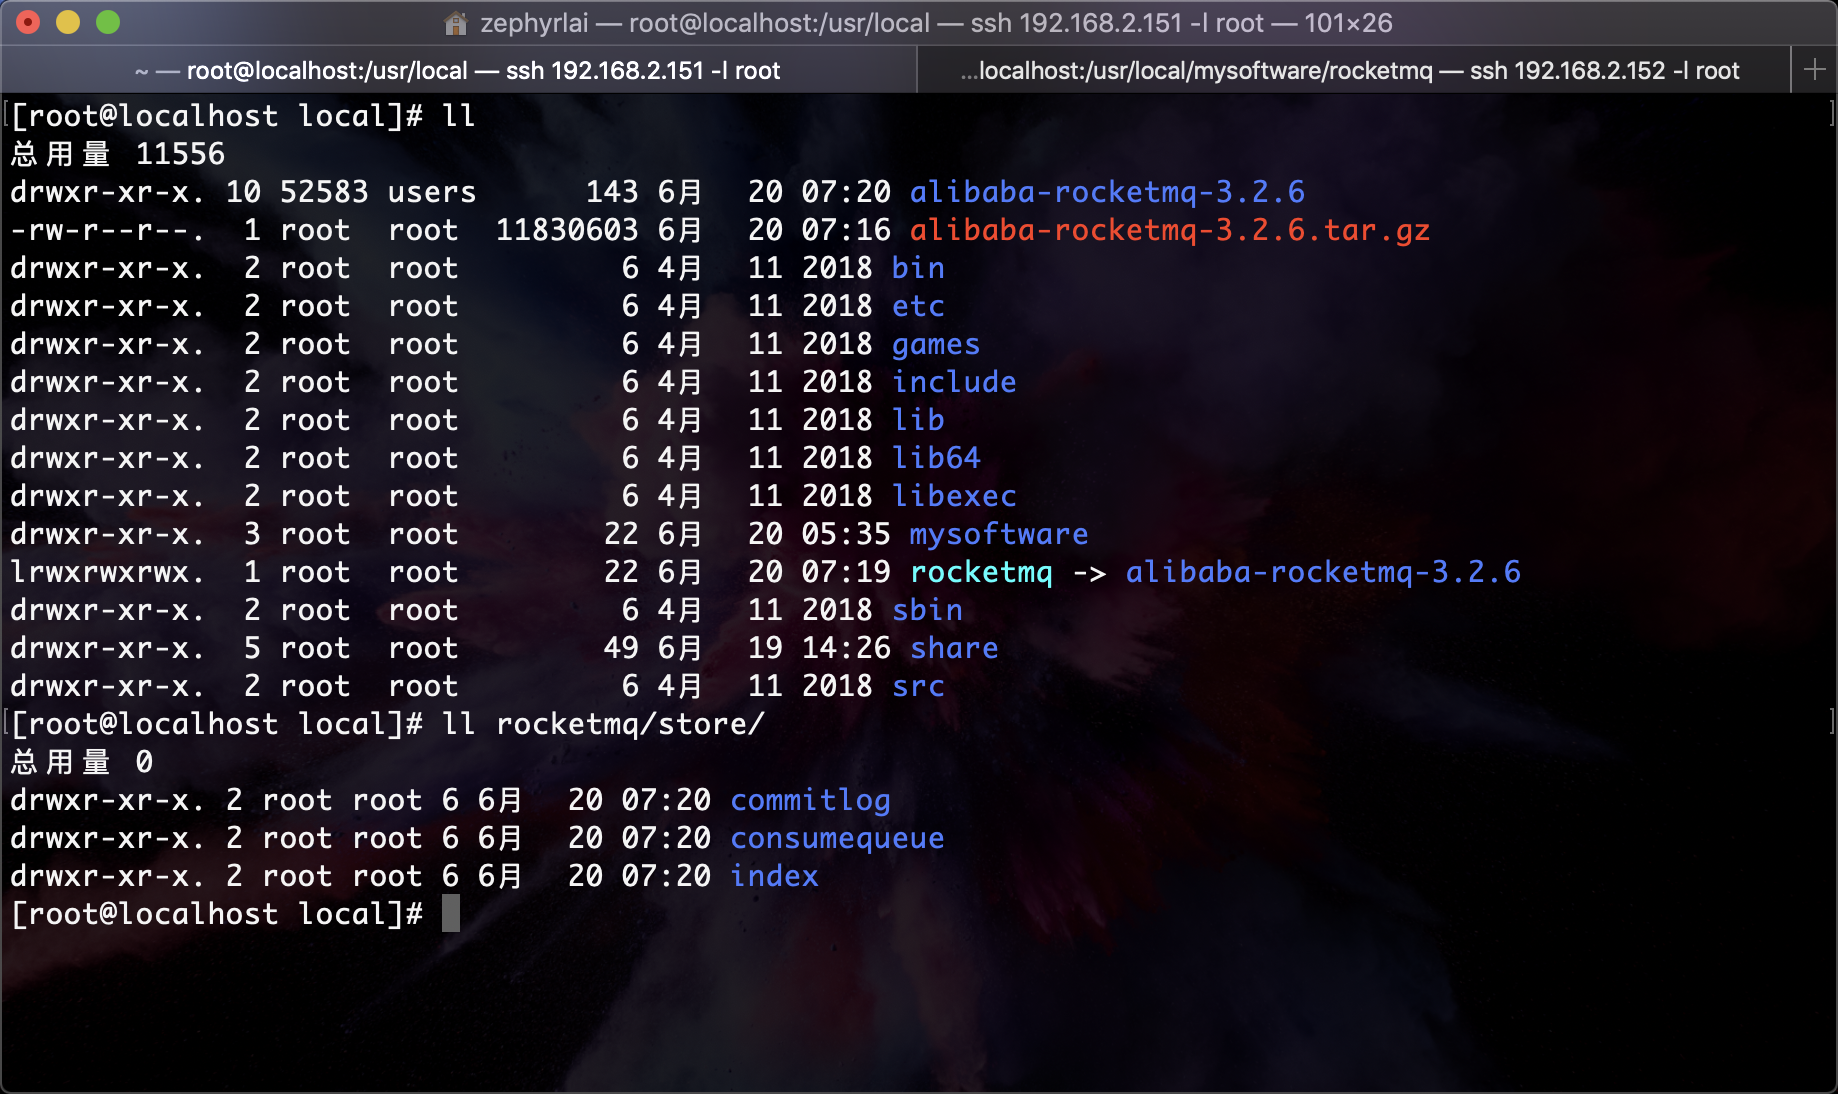 zephyrlai — root@localhost:/usr/local — ssh 192.168.2.151 -l root — 101×26
~ — root@localhost:/usr/local — ssh 192.168.2.151 -l root
...localhost:/usr/local/mysoftware/rocketmq — ssh 192.168.2.152 -l root
[root@localhost local]# ll
总用量 11556
drwxr-xr-x. 10 52583 users      143 6月  20 07:20 alibaba-rocketmq-3.2.6
-rw-r--r--.  1 root  root  11830603 6月  20 07:16 alibaba-rocketmq-3.2.6.tar.gz
drwxr-xr-x.  2 root  root         6 4月  11 2018 bin
drwxr-xr-x.  2 root  root         6 4月  11 2018 etc
drwxr-xr-x.  2 root  root         6 4月  11 2018 games
drwxr-xr-x.  2 root  root         6 4月  11 2018 include
drwxr-xr-x.  2 root  root         6 4月  11 2018 lib
drwxr-xr-x.  2 root  root         6 4月  11 2018 lib64
drwxr-xr-x.  2 root  root         6 4月  11 2018 libexec
drwxr-xr-x.  3 root  root        22 6月  20 05:35 mysoftware
lrwxrwxrwx.  1 root  root        22 6月  20 07:19 rocketmq -> alibaba-rocketmq-3.2.6
drwxr-xr-x.  2 root  root         6 4月  11 2018 sbin
drwxr-xr-x.  5 root  root        49 6月  19 14:26 share
drwxr-xr-x.  2 root  root         6 4月  11 2018 src
[root@localhost local]# ll rocketmq/store/
总用量 0
drwxr-xr-x. 2 root root 6 6月  20 07:20 commitlog
drwxr-xr-x. 2 root root 6 6月  20 07:20 consumequeue
drwxr-xr-x. 2 root root 6 6月  20 07:20 index
[root@localhost local]#